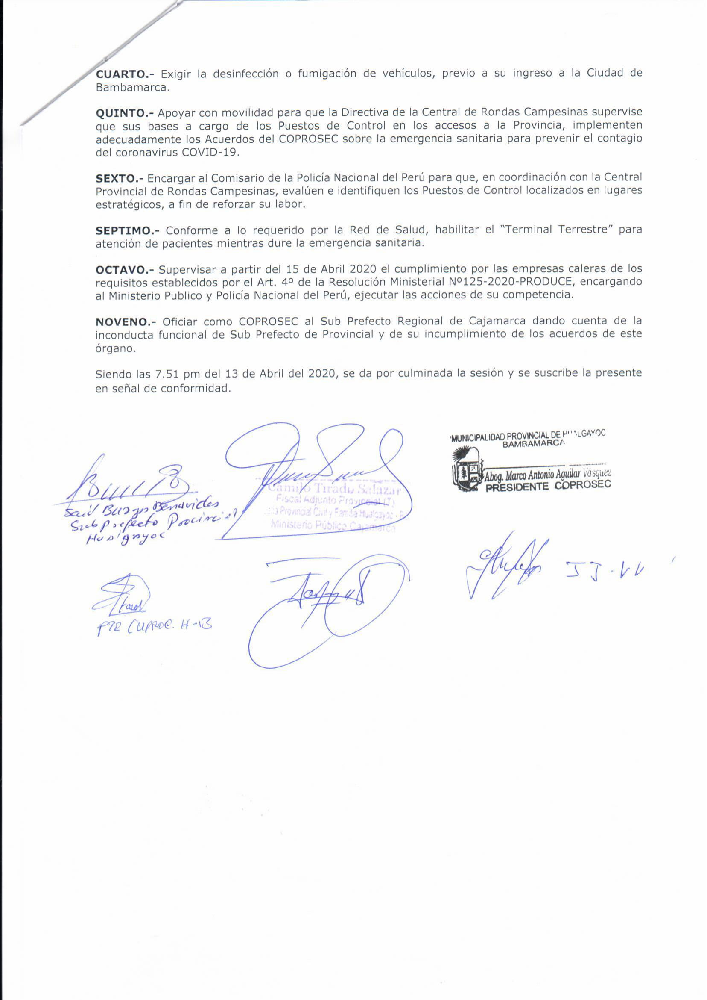 CUARTO.- Exigir la desinfección o fumigación de vehículos, previo a su ingreso a la Ciudad de
Bambamarca.
QUINTO.- Apoyar con movilidad para que la Directiva de la Central de Rondas Campesinas supervise
que sus bases a cargo de los Puestos de Control en los accesos a la Provincia, implementen
adecuadamente los Acuerdos del COPROSEC sobre la emergencia sanitaria para prevenir el contagio
del coronavirus COVID-19.
SEXTO.- Encargar al Comisario de la Policía Nacional del Perú para que, en coordinación con la Central
Provincial de Rondas Campesinas, evalúen e identifiquen los Puestos de Control localizados en lugares
estratégicos, a fin de reforzar su labor.
SEPTIMO.- Conforme a lo requerido por la Red de Salud, habilitar el “Terminal Terrestre” para
atención de pacientes mientras dure la emergencia sanitaria.
OCTAVO.- Supervisar a partir del 15 de Abril 2020 el cumplimiento por las empresas caleras de los
requisitos establecidos por el Art. 4º de la Resolución Ministerial Nº125-2020-PRODUCE, encargando
al Ministerio Publico y Policía Nacional del Perú, ejecutar las acciones de su competencia.
NOVENO.- Oficiar como COPROSEC al Sub Prefecto Regional de Cajamarca dando cuenta de la
inconducta funcional de Sub Prefecto de Provincial y de su incumplimiento de los acuerdos de este
órgano.
Siendo las 7.51 pm del 13 de Abril del 2020, se da por culminada la sesión y se suscribe la presente
en señal de conformidad.
MUNICIPALIDAD PROVINCIAL DE HUALGAYOC
BAMBAMARCA
Abog. Marco Antonio Aguilar Vásquez
PRESIDENTE COPROSEC
Camilo Tirado Salazar
Fiscal Adjunto Provincial (T)
Provincial Civil y Familia Hualgayoc
Ministerio Público Cajamarca
Saúl Burga Benavides
Sub Prefecto Provincial
Hualgayoc
JJ.VV
PTE CUPROC. H-B